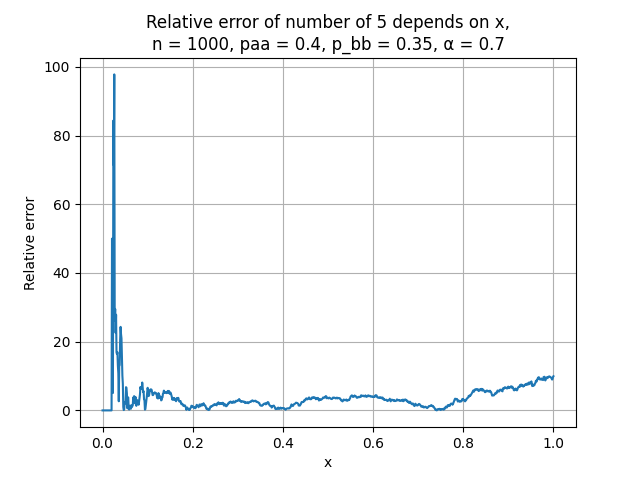 Relative error of number of 5 depends on x,
n = 1000, paa = 0.4, p_bb = 0.35, α = 0.7
100
80
60
40
20
0
Relative error
0.0 0.2 0.4 0.6 0.8 1.0
x